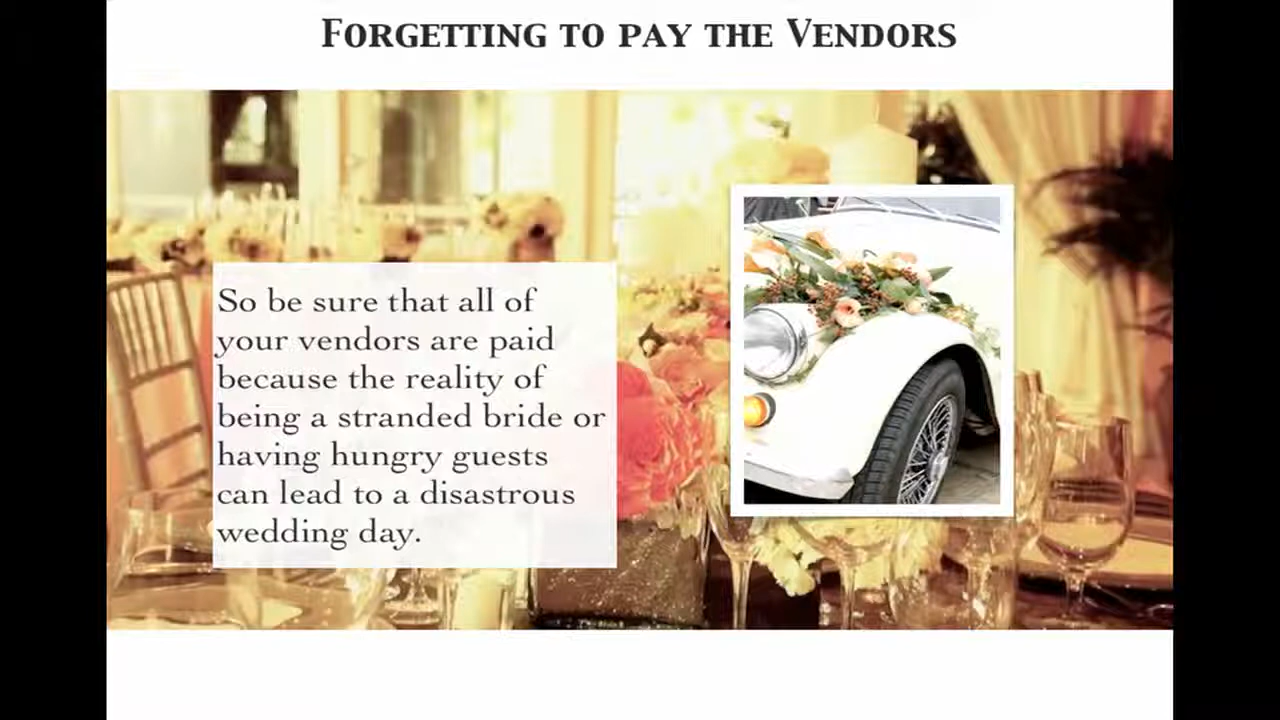 Forgetting to pay the Vendors
So be sure that all of
your vendors are paid
because the reality of
being a stranded bride or
having hungry guests
can lead to a disastrous
wedding day.